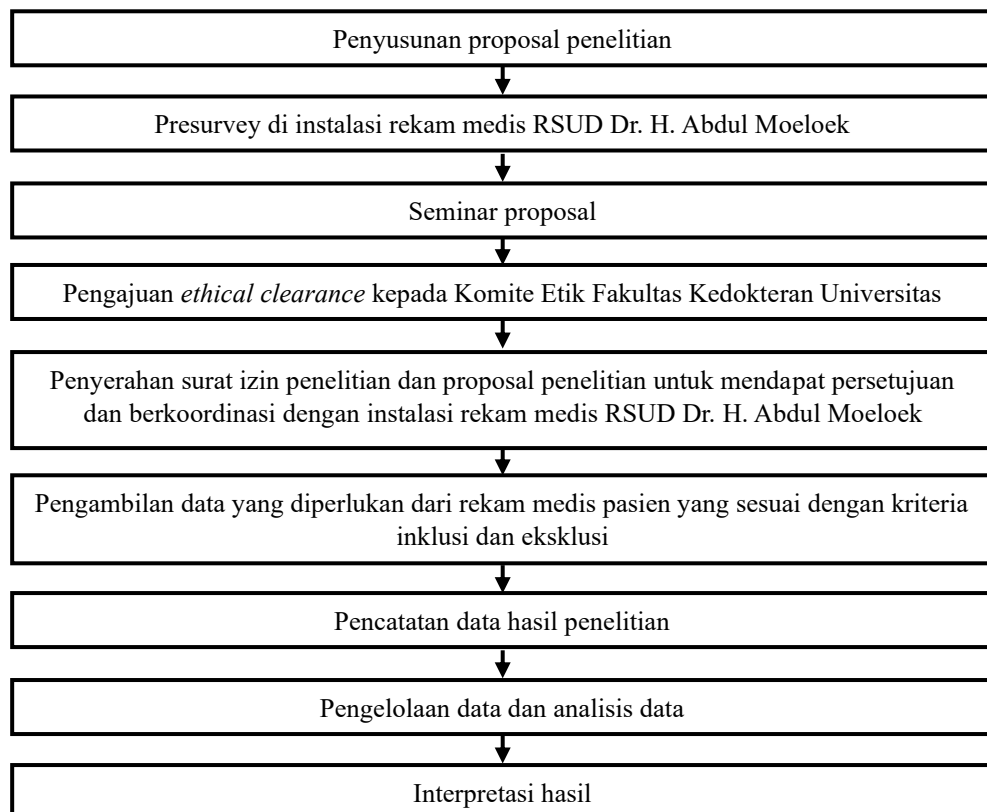 Penyusunan proposal penelitian
Presurvey di instalasi rekam medis RSUD Dr. H. Abdul Moeloek
Seminar proposal
Pengajuan ethical clearance kepada Komite Etik Fakultas Kedokteran Universitas
Penyerahan surat izin penelitian dan proposal penelitian untuk mendapat persetujuan
dan berkoordinasi dengan instalasi rekam medis RSUD Dr. H. Abdul Moeloek
Pengambilan data yang diperlukan dari rekam medis pasien yang sesuai dengan kriteria
inklusi dan eksklusi
Pencatatan data hasil penelitian
Pengelolaan data dan analisis data
Interpretasi hasil